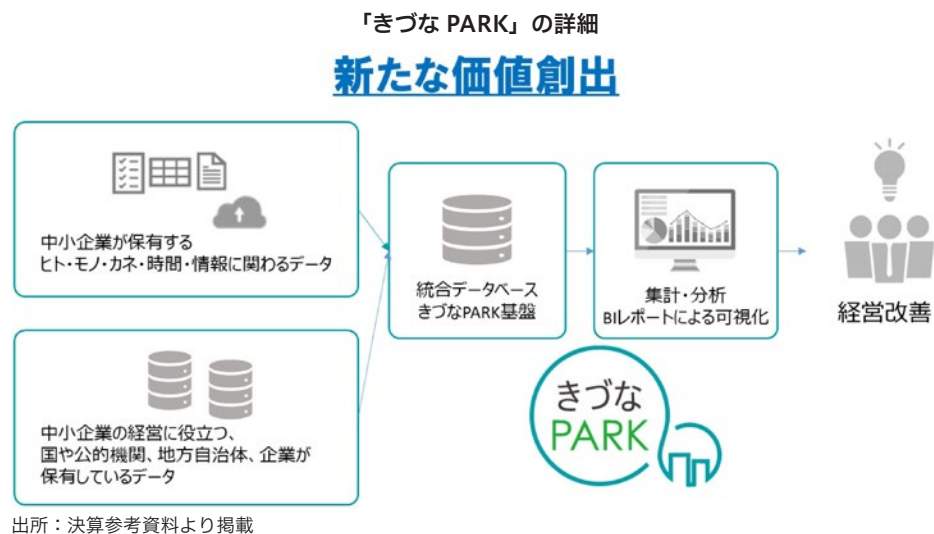 「きづな PARK」の詳細
新たな価値創出
中小企業が保有する
ヒト・モノ・カネ・時間・情報に関わるデータ
中小企業の経営に役立つ、
国や公的機関、地方自治体、企業が
保有しているデータ
統合データベース
きづなPARK基盤
集計・分析
BIレポートによる可視化
経営改善
きづな
PARK
出所：決算参考資料より掲載